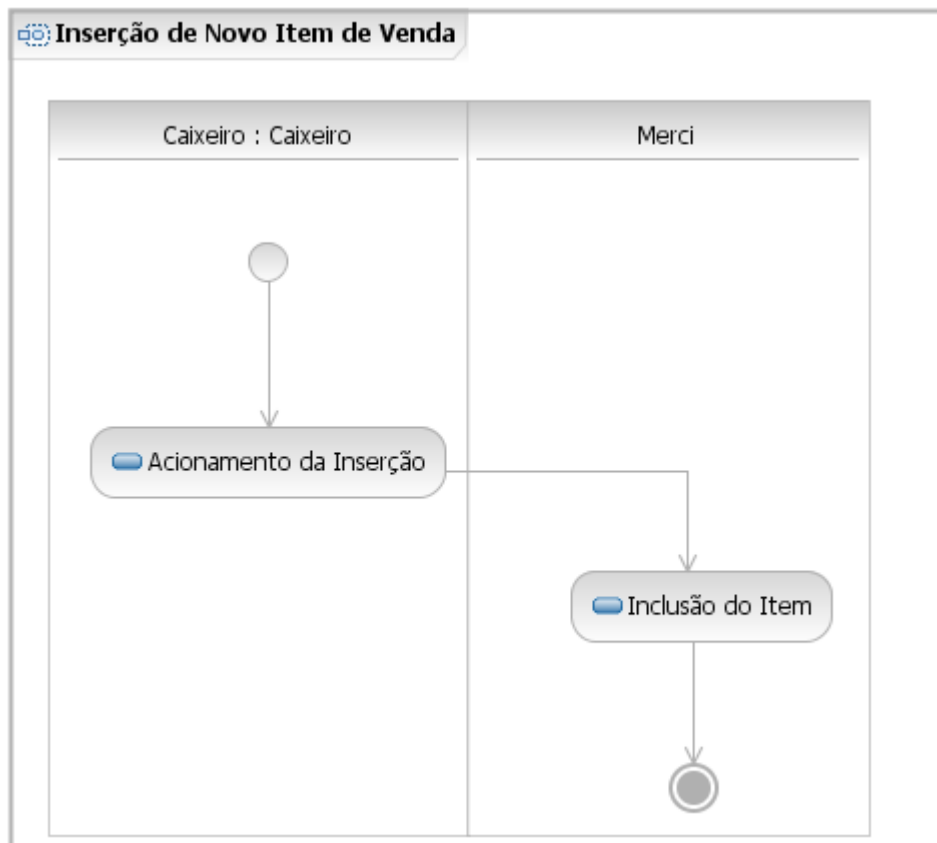 Inserção de Novo Item de Venda
Caixeiro : Caixeiro
Merci
Acionamento da Inserção
Inclusão do Item